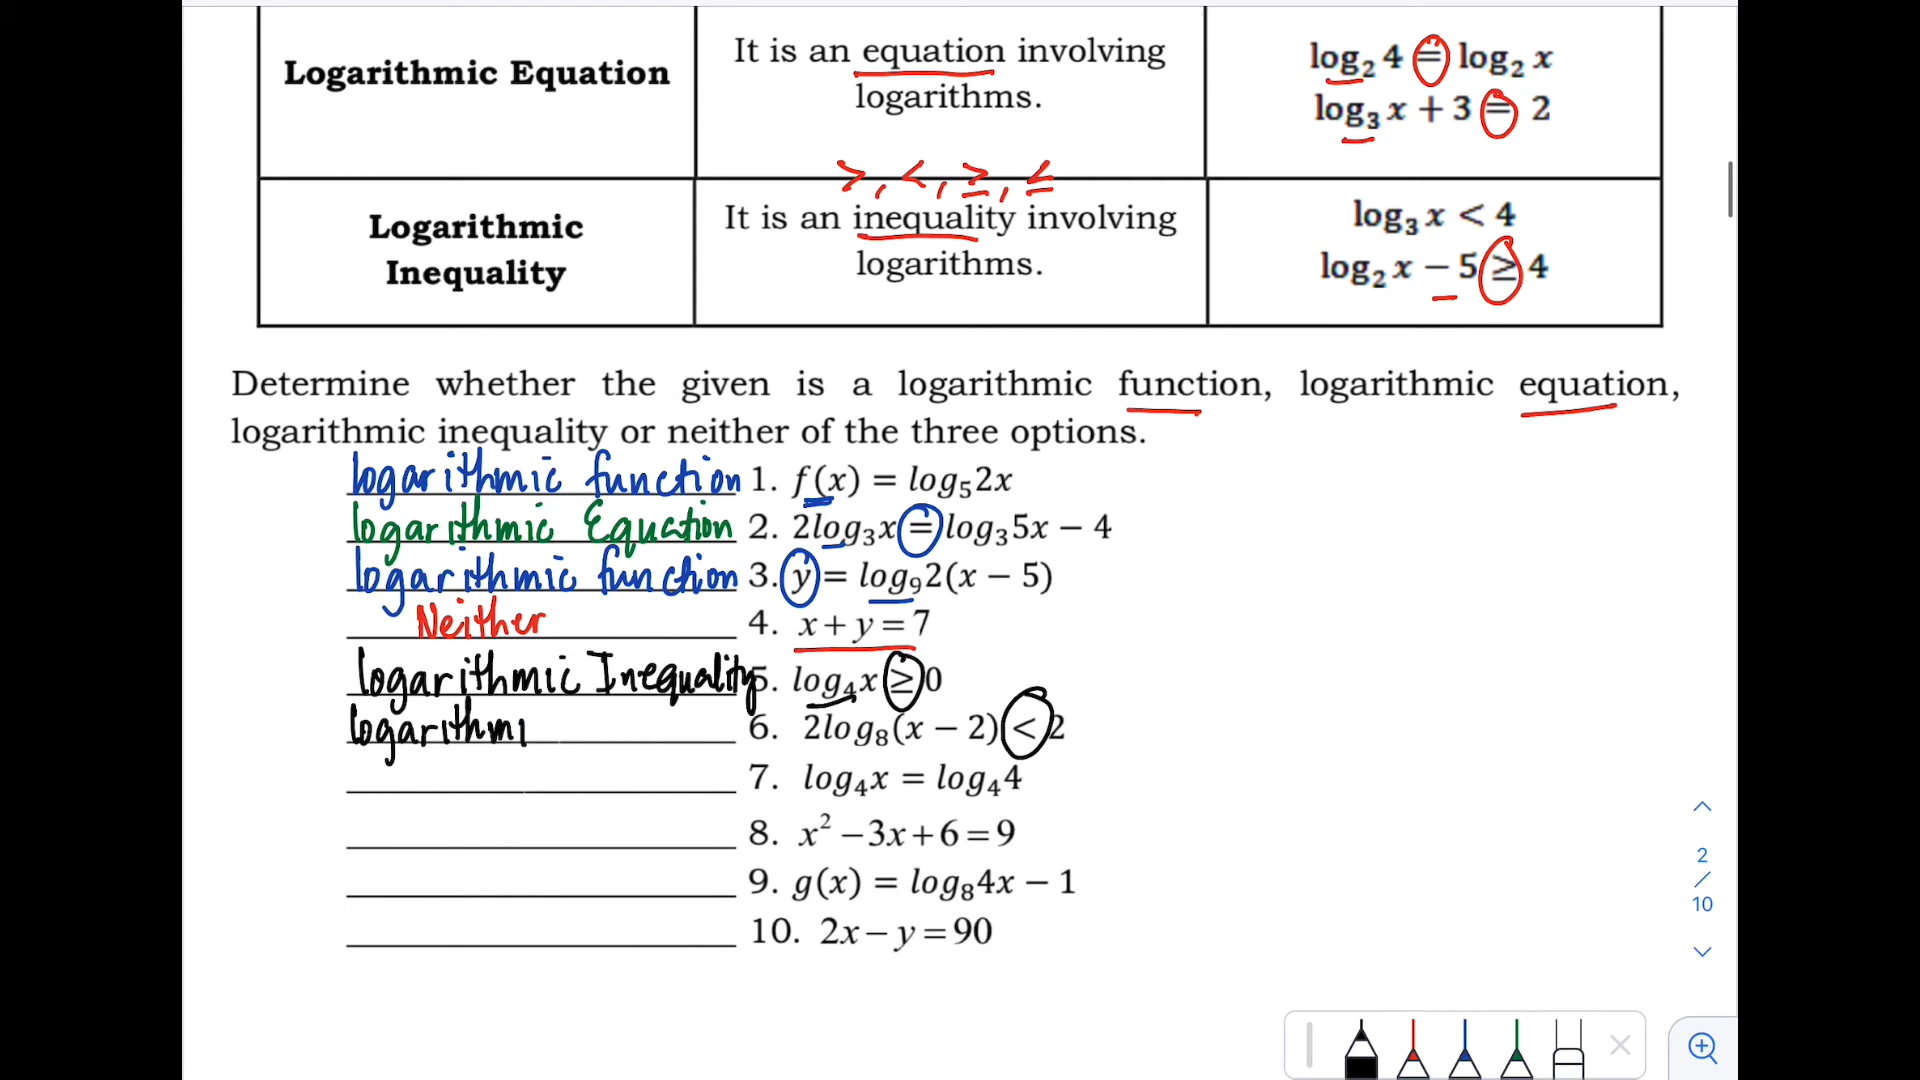 Logarithmic Equation
It is an equation involving
logarithms.
log₂ 4 = log₂ x
log₃ x + 3 = 2
>, <, ≥, ≤
Logarithmic
Inequality
It is an inequality involving
logarithms.
log₃ x < 4
log₂ x − 5 ≥ 4
Determine whether the given is a logarithmic function, logarithmic equation,
logarithmic inequality or neither of the three options.
logarithmic function 1. f(x) = log₅2x
logarithmic Equation 2. 2log₃x = log₃5x − 4
logarithmic function 3. y = log₉2(x − 5)
Neither 4. x + y = 7
logarithmic Inequality 5. log₄x ≥ 0
logarithmi 6. 2log₈(x − 2) < 2
7. log₄x = log₄4
8. x² − 3x + 6 = 9
9. g(x) = log₈4x − 1
10. 2x − y = 90
2
/
10